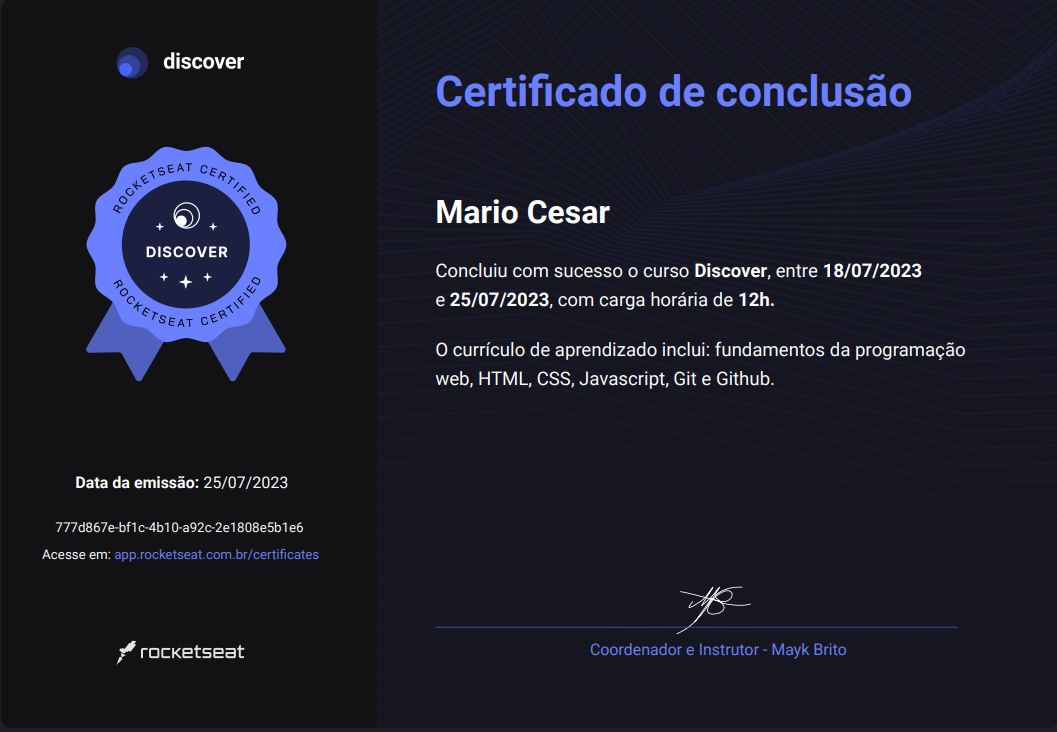 discover
ROCKETSEAT CERTIFIED
DISCOVER
ROCKETSEAT CERTIFIED
Data da emissão: 25/07/2023
777d867e-bf1c-4b10-a92c-2e1808e5b1e6
Acesse em: app.rocketseat.com.br/certificates
rocketseat
Certificado de conclusão
Mario Cesar
Concluiu com sucesso o curso Discover, entre 18/07/2023
e 25/07/2023, com carga horária de 12h.
O currículo de aprendizado inclui: fundamentos da programação
web, HTML, CSS, Javascript, Git e Github.
Coordenador e Instrutor - Mayk Brito